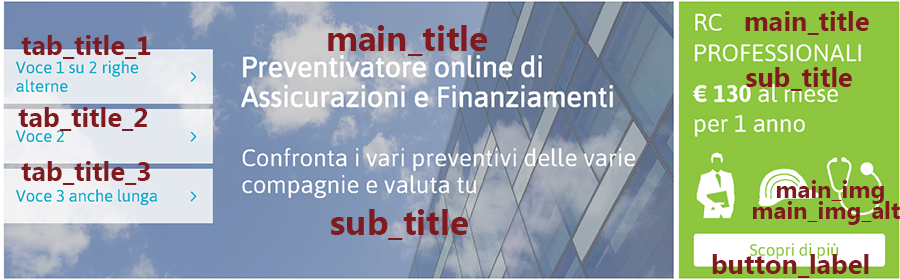 tab_title_1
Voce 1 su 2 righe
alterne
tab_title_2
Voce 2
tab_title_3
Voce 3 anche lunga
main_title
Preventivatore online di
Assicurazioni e Finanziamenti
Confronta i vari preventivi delle varie
compagnie e valuta tu
sub_title
RC
main_title
PROFESSIONALI
sub_title
€ 130 al mese
per 1 anno
main_img
main_img_alt
Scopri di più
button_label